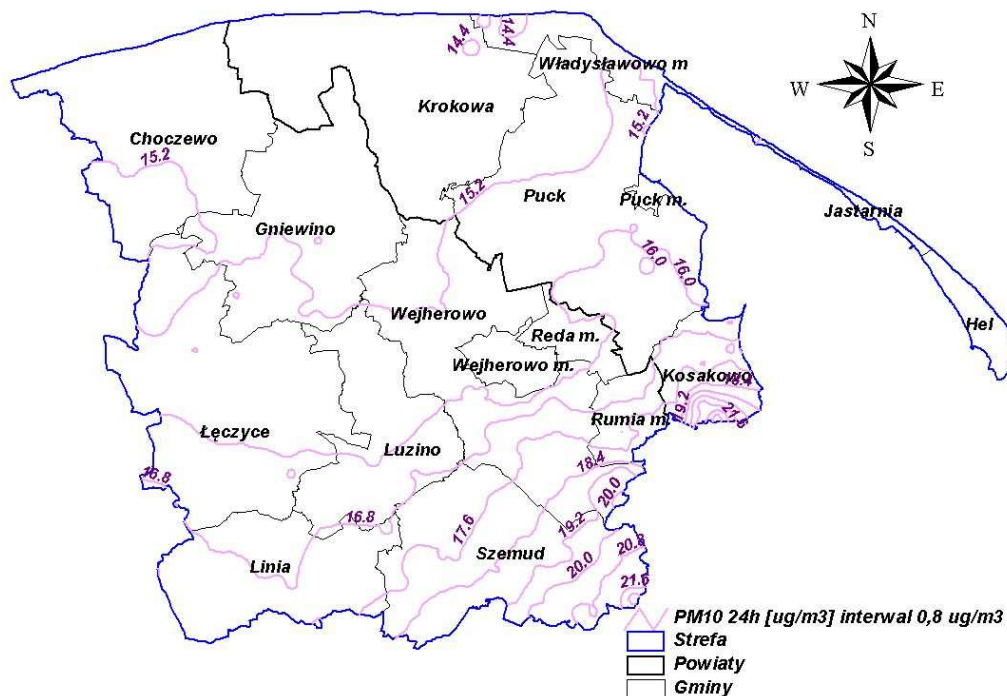 N
14.4
14.4
Władysławowo m
W
E
Krokowa
S
Choczewo
15.2
15.2
15.2
Puck
Puck m.
Jastarnia
Gniewino
16.0
16.0
Wejherowo
Hel
Reda m.
Wejherowo m.
Kosakowo
18.4
19.2
21.6
Rumia m.
Łęczyce
Luzino
18.4
16.8
20.0
16.8
17.6
19.2
Szemud
20.8
Linia
20.0
21.6
PM10 24h [ug/m3] interwal 0,8 ug/m3
Strefa
Powiaty
Gminy